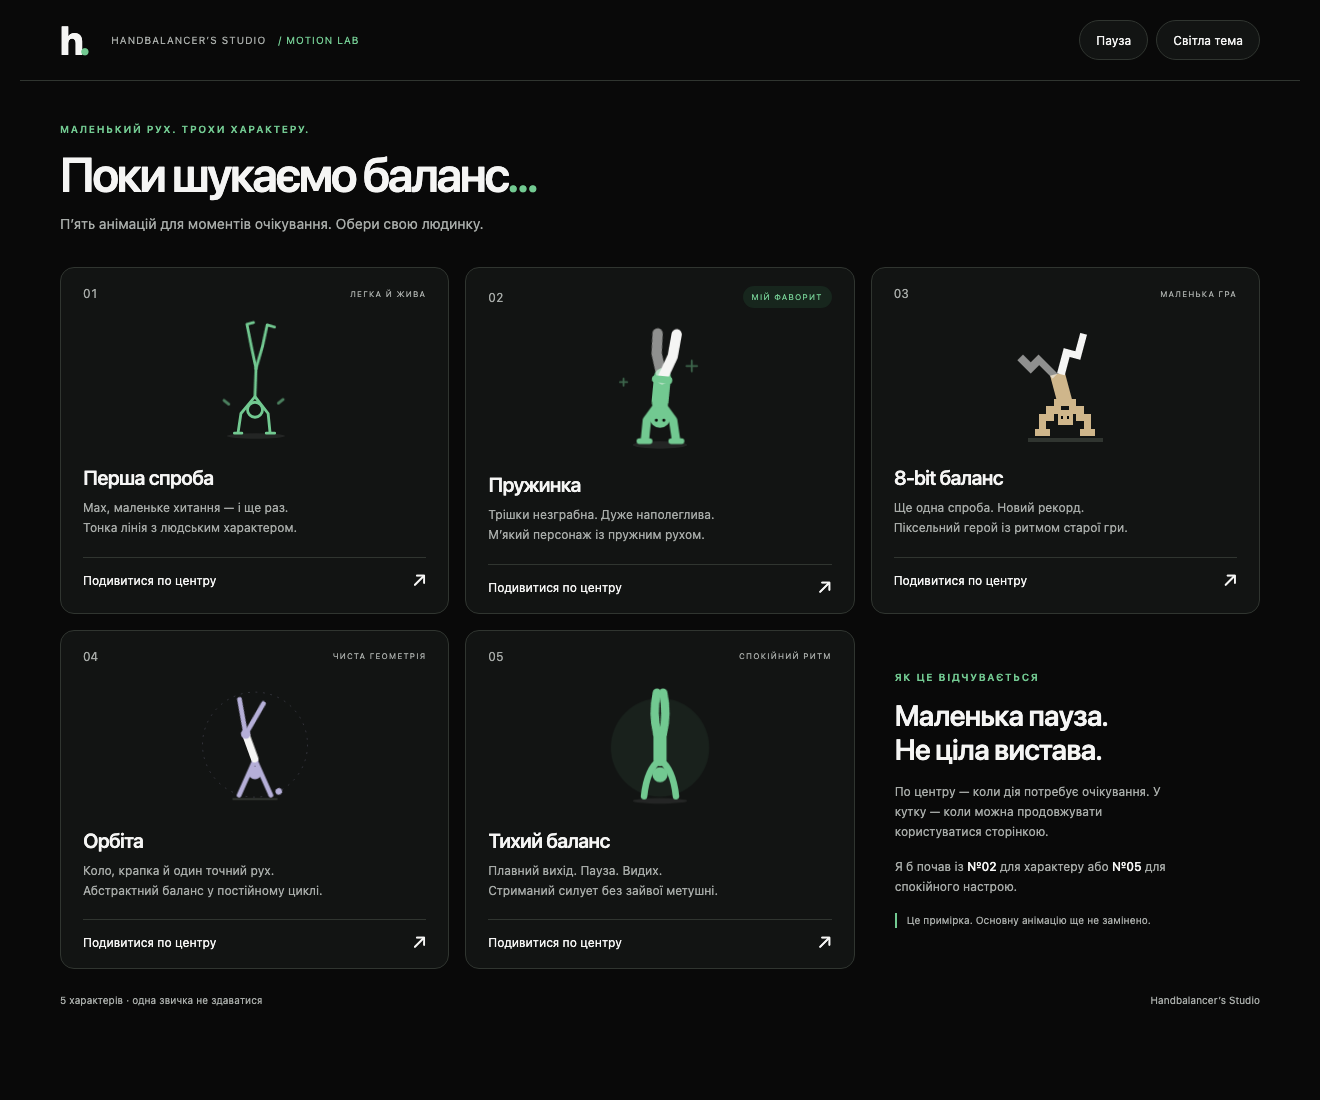 h.
HANDBALANCER'S STUDIO / MOTION LAB
Пауза
Світла тема
МАЛЕНЬКИЙ РУХ. ТРОХИ ХАРАКТЕРУ.
Поки шукаємо баланс...
П'ять анімацій для моментів очікування. Обери свою людинку.
01
ЛЕГКА Й ЖИВА
Перша спроба
Мах, маленьке хитання — і ще раз.
Тонка лінія з людським характером.
Подивитися по центру
02
МІЙ ФАВОРИТ
Пружинка
Трішки незграбна. Дуже наполеглива.
М'який персонаж із пружним рухом.
Подивитися по центру
03
МАЛЕНЬКА ГРА
8-bit баланс
Ще одна спроба. Новий рекорд.
Піксельний герой із ритмом старої гри.
Подивитися по центру
04
ЧИСТА ГЕОМЕТРІЯ
Орбіта
Коло, крапка й один точний рух.
Абстрактний баланс у постійному циклі.
Подивитися по центру
05
СПОКІЙНИЙ РИТМ
Тихий баланс
Плавний вихід. Пауза. Видих.
Стриманий силует без зайвої метушні.
Подивитися по центру
ЯК ЦЕ ВІДЧУВАЄТЬСЯ
Маленька пауза.
Не ціла вистава.
По центру — коли дія потребує очікування. У
кутку — коли можна продовжувати
користуватися сторінкою.
Я б почав із №02 для характеру або №05 для
спокійного настрою.
Це примірка. Основну анімацію ще не замінено.
5 характерів · одна звичка не здаватися
Handbalancer's Studio